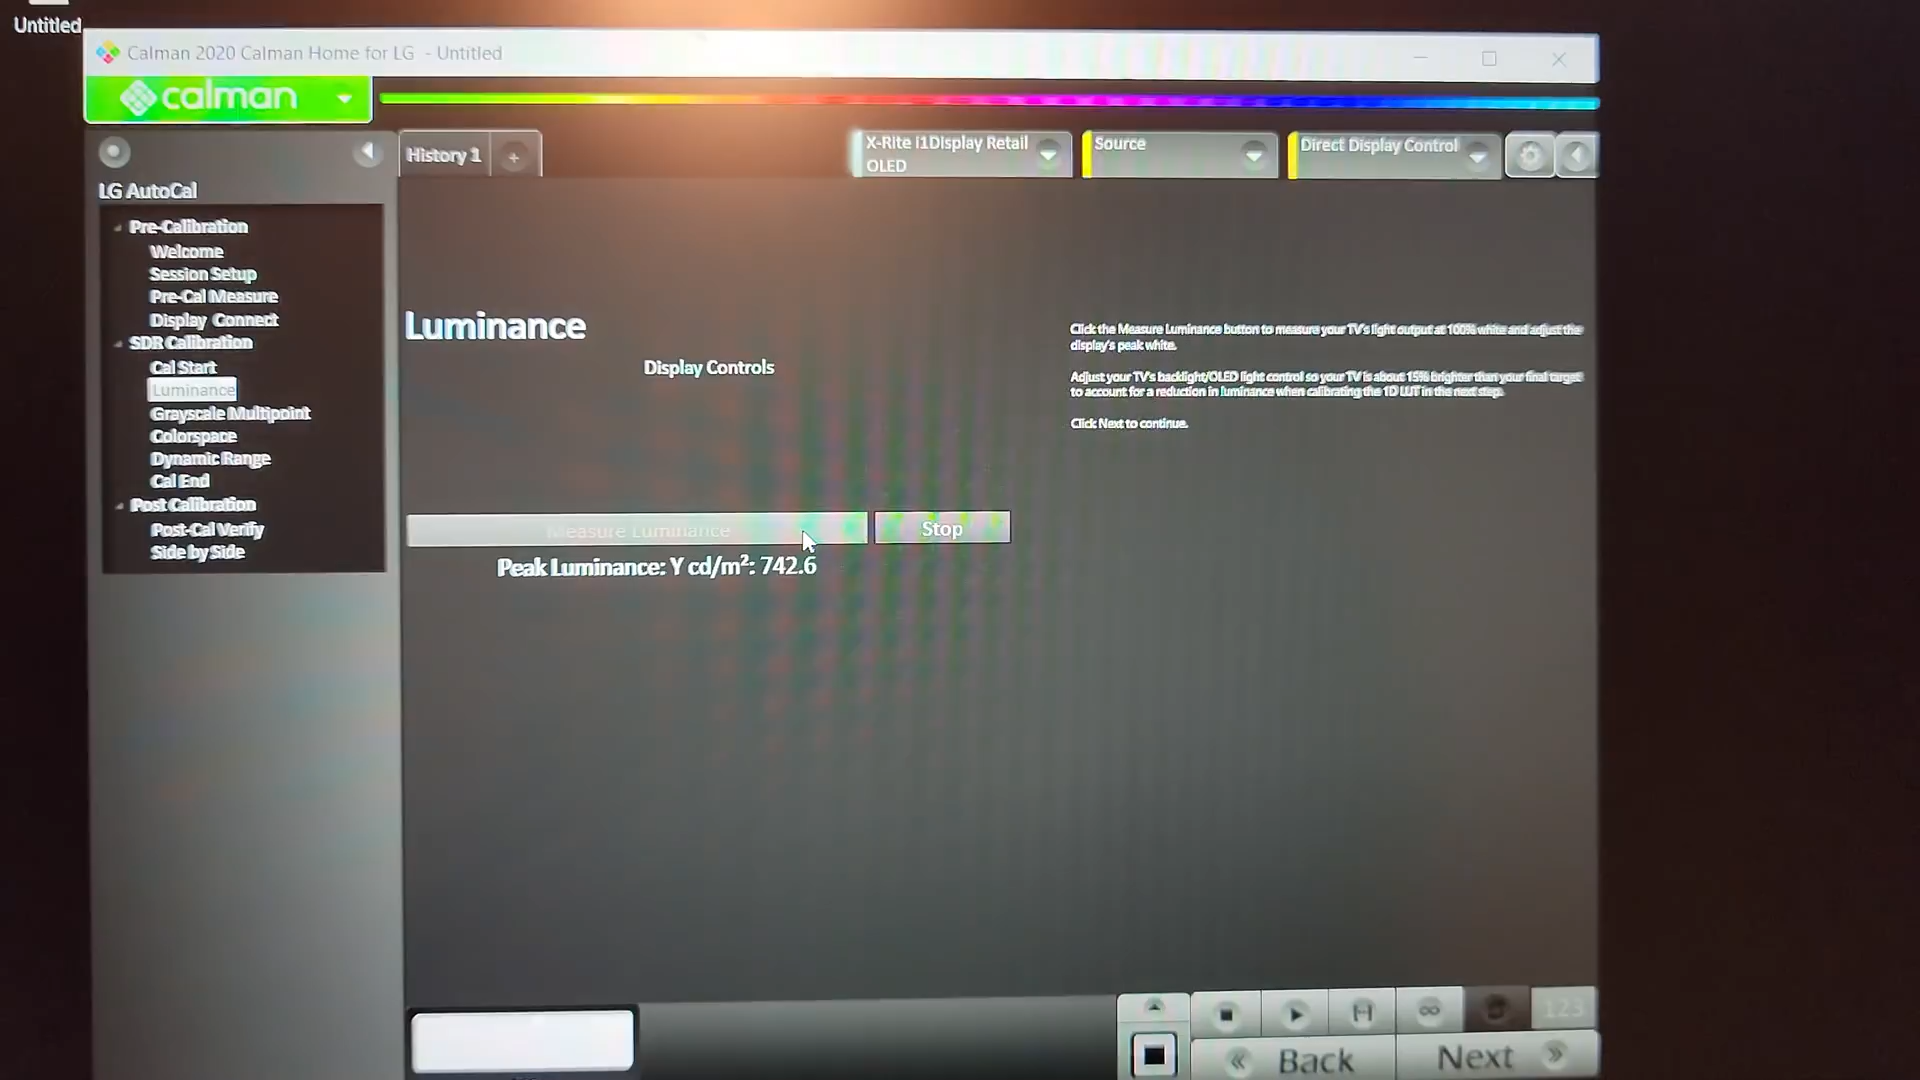 Untitled
Calman 2020 Calman Home for LG - Untitled
calman
History 1
+
X-Rite i1Display Retail
OLED
Source
Direct Display Control
LG AutoCal
Pre-Calibration
Welcome
Session Setup
Pre-Cal Measure
Display Connect
SDR Calibration
Cal Start
Luminance
Grayscale Multipoint
Colorspace
Dynamic Range
Cal End
Post Calibration
Post-Cal Verify
Side by Side
Luminance
Display Controls
Measure Luminance
Stop
Peak Luminance: Y cd/m²: 742.6
Click the Measure Luminance button to measure your TV's light output at 100% white and adjust the
display's peak white.
Adjust your TV's backlight/OLED light control so your TV is about 15% brighter than your final target
to account for a reduction in luminance when calibrating the 1D LUT in the next step.
Click Next to continue.
123
Back
Next